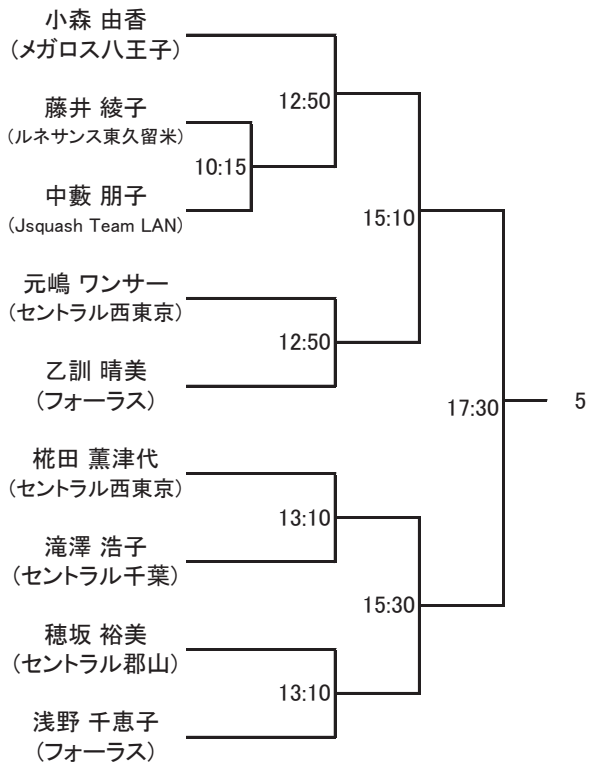 小森 由香
(メガロス八王子)
12:50
藤井 綾子
(ルネサンス東久留米)
10:15
中藪 朋子
(Jsquash Team LAN)
15:10
元嶋 ワンサー
(セントラル西東京)
12:50
乙訓 晴美
(フォーラス)
17:30
5
椛田 薫津代
(セントラル西東京)
13:10
滝澤 浩子
(セントラル千葉)
15:30
穂坂 裕美
(セントラル郡山)
13:10
浅野 千恵子
(フォーラス)